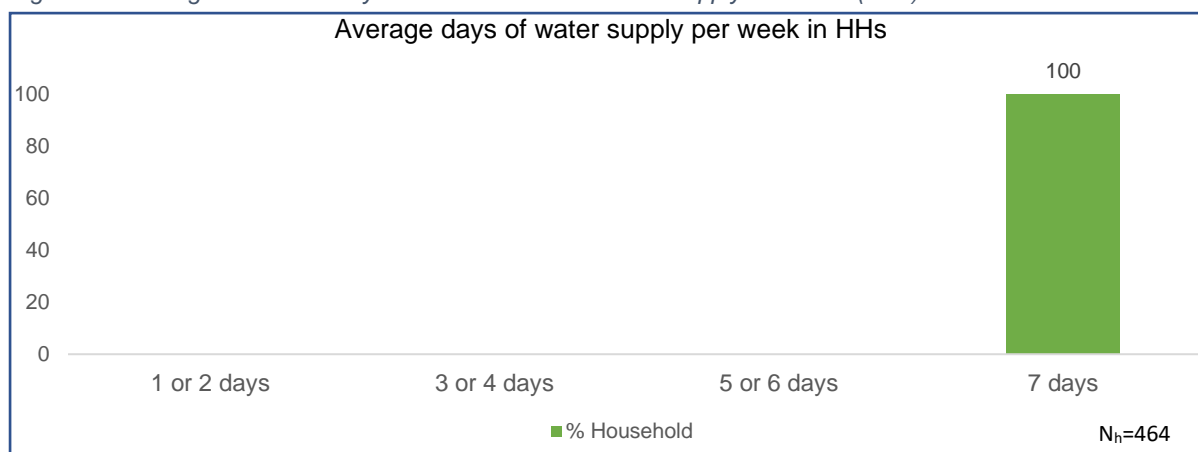 Average days of water supply per week in HHs
100
100
80
60
40
20
0
1 or 2 days
3 or 4 days
5 or 6 days
7 days
% Household
Nₕ=464